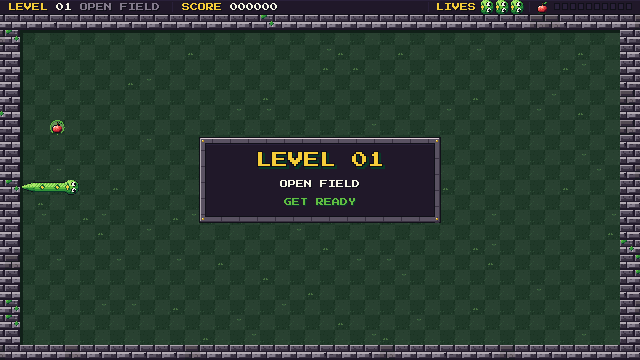 LEVEL 01 OPEN FIELD SCORE 000000 LIVES
LEVEL 01
OPEN FIELD
GET READY